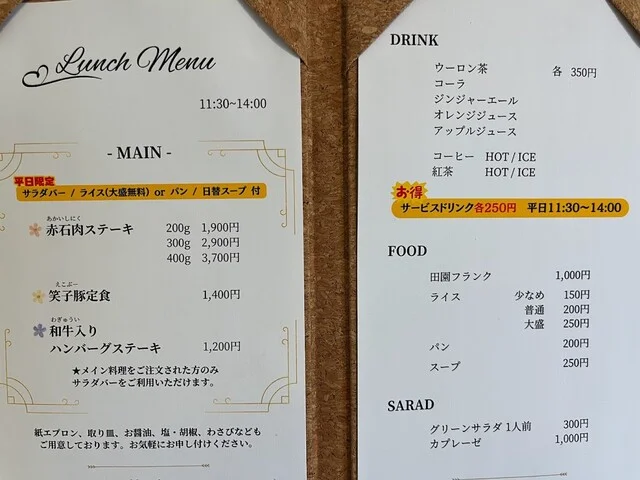 Lunch Menu
11:30~14:00
- MAIN -
平日限定
サラダバー / ライス(大盛無料) or パン / 日替スープ 付
あかいしにく
赤石肉ステーキ 200g 1,900円
300g 2,900円
400g 3,700円
えこぶー
笑子豚定食 1,400円
わぎゅうい
和牛入り
ハンバーグステーキ 1,200円
★メイン料理をご注文された方のみ
サラダバーをご利用いただけます。
紙エプロン、取り皿、お醤油、塩・胡椒、わさびなども
ご用意しております。お気軽にお申し付けください。
DRINK
ウーロン茶 各 350円
コーラ
ジンジャーエール
オレンジジュース
アップルジュース
コーヒー HOT / ICE
紅茶 HOT / ICE
お得
サービスドリンク各250円 平日11:30~14:00
FOOD
田園フランク 1,000円
ライス 少なめ 150円
普通 200円
大盛 250円
パン 200円
スープ 250円
SARAD
グリーンサラダ 1人前 300円
カプレーゼ 1,000円